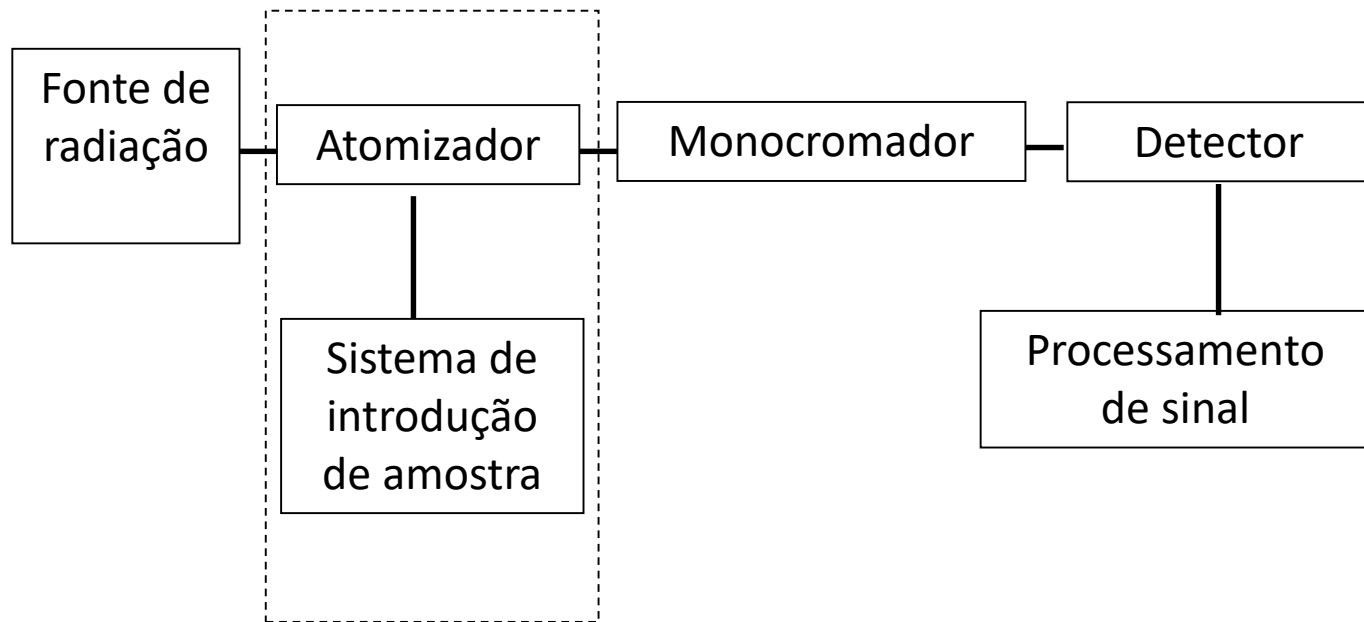 Fonte de
radiação
Atomizador
Monocromador
Detector
Sistema de
introdução
de amostra
Processamento
de sinal